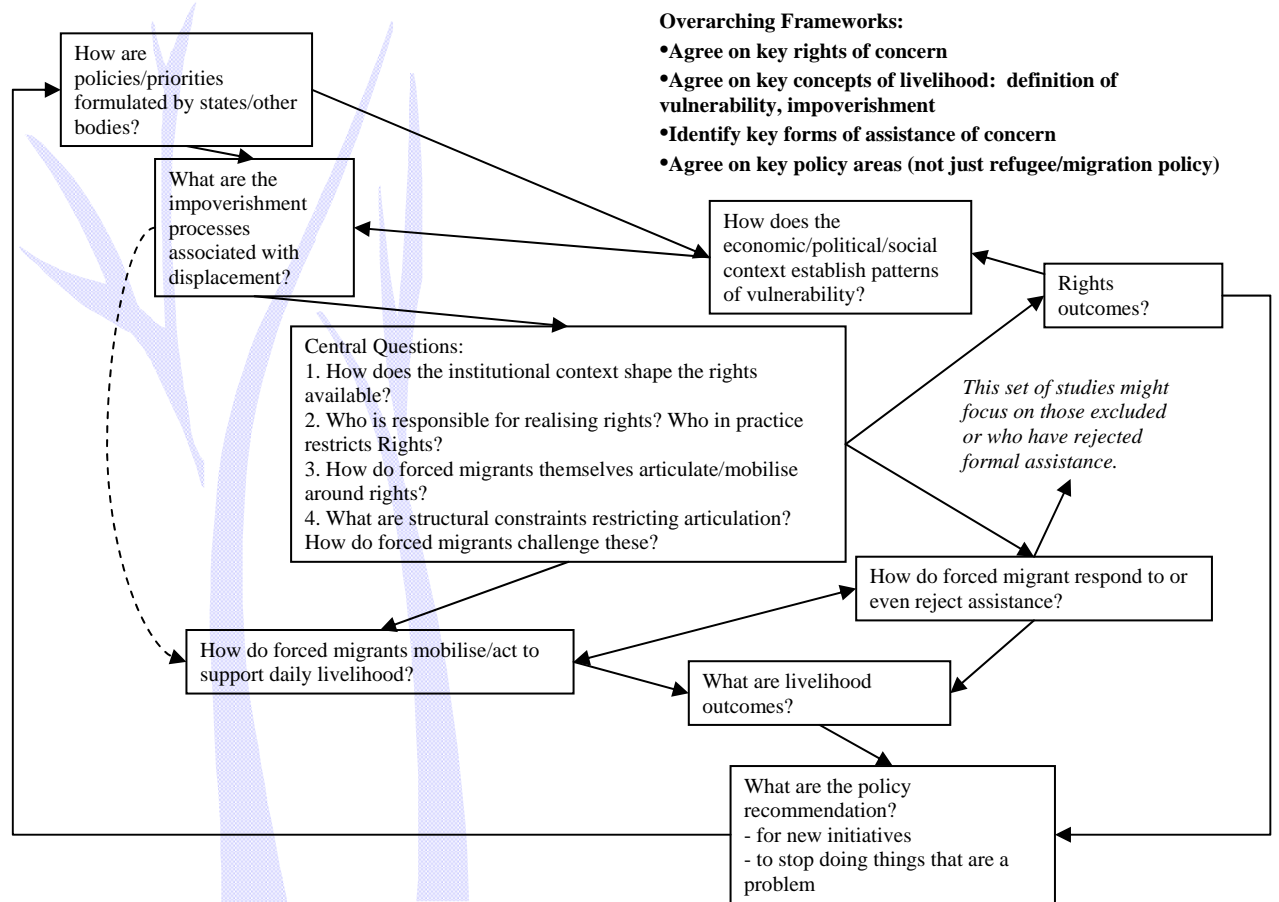 Overarching Frameworks:
•Agree on key rights of concern
•Agree on key concepts of livelihood: definition of
vulnerability, impoverishment
•Identify key forms of assistance of concern
•Agree on key policy areas (not just refugee/migration policy)
How are
policies/priorities
formulated by states/other
bodies?
What are the
impoverishment
processes
associated with
displacement?
How does the
economic/political/social
context establish patterns
of vulnerability?
Rights
outcomes?
Central Questions:
1. How does the institutional context shape the rights
available?
2. Who is responsible for realising rights? Who in practice
restricts Rights?
3. How do forced migrants themselves articulate/mobilise
around rights?
4. What are structural constraints restricting articulation?
How do forced migrants challenge these?
This set of studies might
focus on those excluded
or who have rejected
formal assistance.
How do forced migrant respond to or
even reject assistance?
How do forced migrants mobilise/act to
support daily livelihood?
What are livelihood
outcomes?
What are the policy
recommendation?
- for new initiatives
- to stop doing things that are a
problem